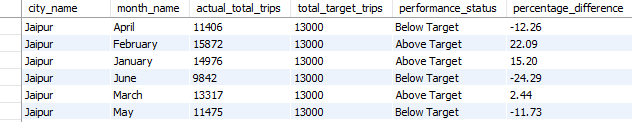 city_name month_name actual_total_trips total_target_trips performance_status percentage_difference
Jaipur April 11406 13000 Below Target -12.26
Jaipur February 15872 13000 Above Target 22.09
Jaipur January 14976 13000 Above Target 15.20
Jaipur June 9842 13000 Below Target -24.29
Jaipur March 13317 13000 Above Target 2.44
Jaipur May 11475 13000 Below Target -11.73